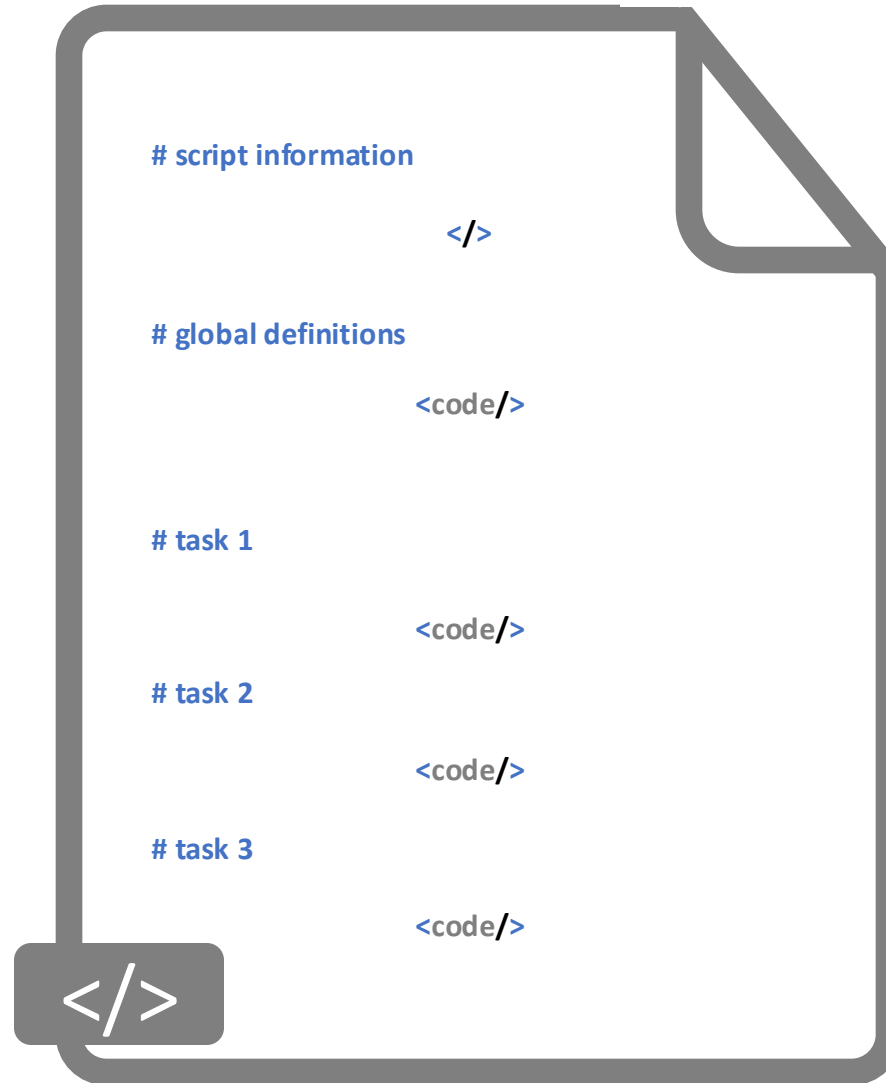 # script information
</>
# global definitions
<code/>
# task 1
<code/>
# task 2
<code/>
# task 3
<code/>
</>